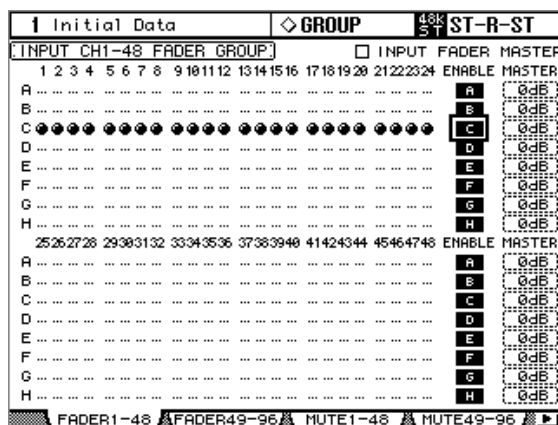 1 Initial Data ◇GROUP 48k ST ST-R-ST
INPUT CH1-48 FADER GROUP INPUT FADER MASTER
1 2 3 4 5 6 7 8 9 10 11 12 13 14 15 16 17 18 19 20 21 22 23 24 ENABLE MASTER
A A 0dB
B B 0dB
C C 0dB
D D 0dB
E E 0dB
F F 0dB
G G 0dB
H H 0dB
25 26 27 28 29 30 31 32 33 34 35 36 37 38 39 40 41 42 43 44 45 46 47 48 ENABLE MASTER
A A 0dB
B B 0dB
C C 0dB
D D 0dB
E E 0dB
F F 0dB
G G 0dB
H H 0dB
FADER1-48 FADER49-96 MUTE1-48 MUTE49-96